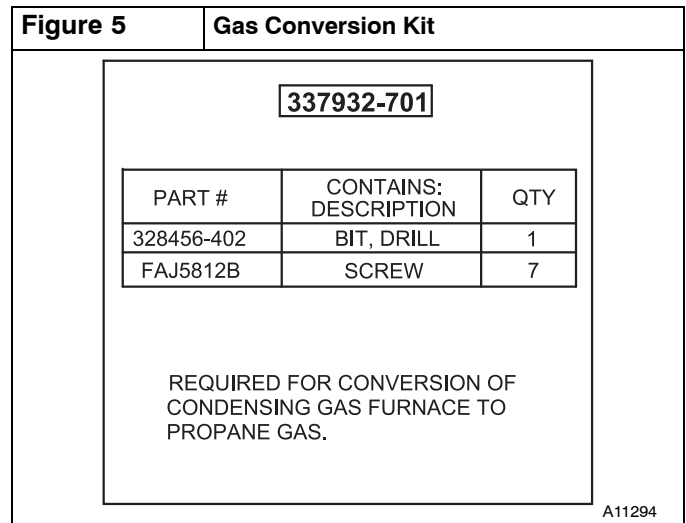 Figure 5 Gas Conversion Kit
337932-701
PART # CONTAINS: DESCRIPTION QTY
328456-402 BIT, DRILL 1
FAJ5812B SCREW 7
REQUIRED FOR CONVERSION OF
CONDENSING GAS FURNACE TO
PROPANE GAS.
A11294